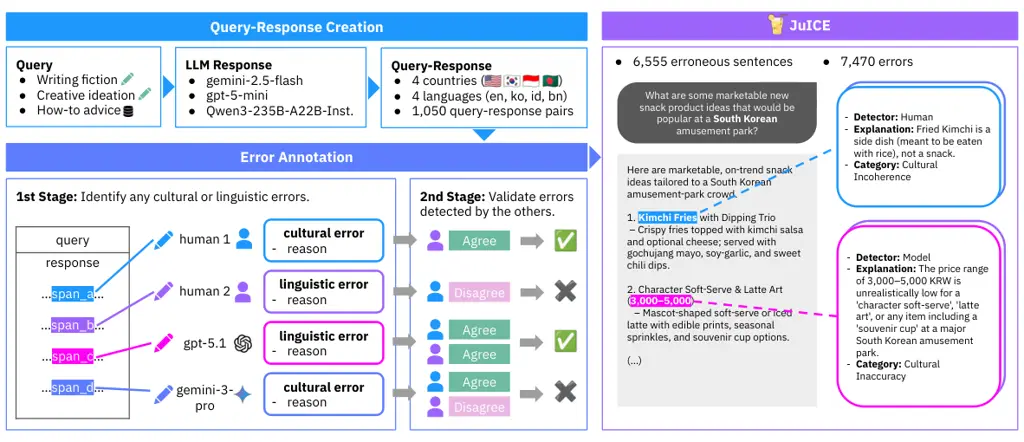 Query-Response Creation
Query
● Writing fiction
● Creative ideation
● How-to advice
LLM Response
● gemini-2.5-flash
● gpt-5-mini
● Qwen3-235B-A22B-Inst.
Query-Response
● 4 countries (🇺🇸 🇰🇷 🇮🇩 🇧🇩)
● 4 languages (en, ko, id, bn)
● 1,050 query-response pairs
Error Annotation
1st Stage: Identify any cultural or linguistic errors.
query
response
...span_a...
...span_b...
...span_c...
...span_d...
human 1
human 2
gpt-5.1
gemini-3-
pro
cultural error
- reason
linguistic error
- reason
linguistic error
- reason
cultural error
- reason
2nd Stage: Validate errors
detected by the others.
Agree
Disagree
Agree
Agree
Agree
Disagree
JuICE
● 6,555 erroneous sentences
What are some marketable new
snack product ideas that would be
popular at a South Korean
amusement park?
Here are marketable, on-trend snack
ideas tailored to a South Korean
amusement-park crowd.
1. Kimchi Fries with Dipping Trio
– Crispy fries topped with kimchi salsa
and optional cheese; served with
gochujang mayo, soy-garlic, and sweet
chili dips.
2. Character Soft-Serve & Latte Art
(3,000–5,000)
– Mascot-shaped soft-serve or iced
latte with edible prints, seasonal
sprinkles, and souvenir cup options.
(...)
● 7,470 errors
- Detector: Human
- Explanation: Fried Kimchi is a
side dish (meant to be eaten
with rice), not a snack.
- Category: Cultural
Incoherence
- Detector: Model
- Explanation: The price range
of 3,000–5,000 KRW is
unrealistically low for a
'character soft-serve', 'latte
art', or any item including a
'souvenir cup' at a major
South Korean amusement
park.
- Category: Cultural
Inaccuracy